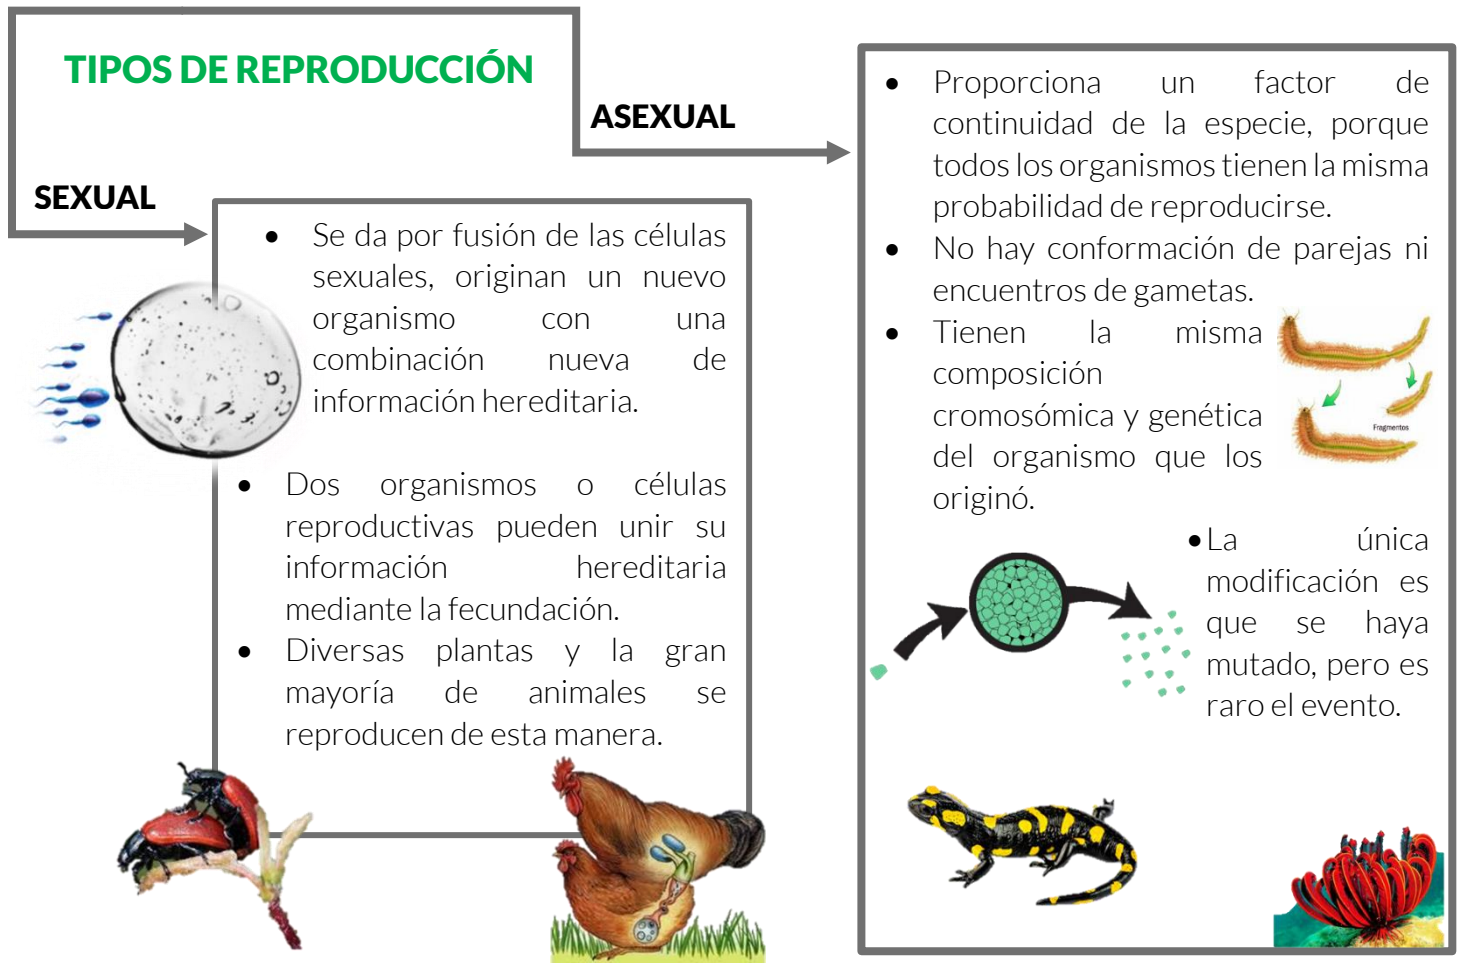 TIPOS DE REPRODUCCIÓN
SEXUAL
• Se da por fusión de las células
sexuales, originan un nuevo
organismo con una
combinación nueva de
información hereditaria.
• Dos organismos o células
reproductivas pueden unir su
información hereditaria
mediante la fecundación.
• Diversas plantas y la gran
mayoría de animales se
reproducen de esta manera.
ASEXUAL
• Proporciona un factor de
continuidad de la especie, porque
todos los organismos tienen la misma
probabilidad de reproducirse.
• No hay conformación de parejas ni
encuentros de gametas.
• Tienen la misma
composición
cromosómica y genética
del organismo que los
originó.
Fragmentos
• La única
modificación es
que se haya
mutado, pero es
raro el evento.